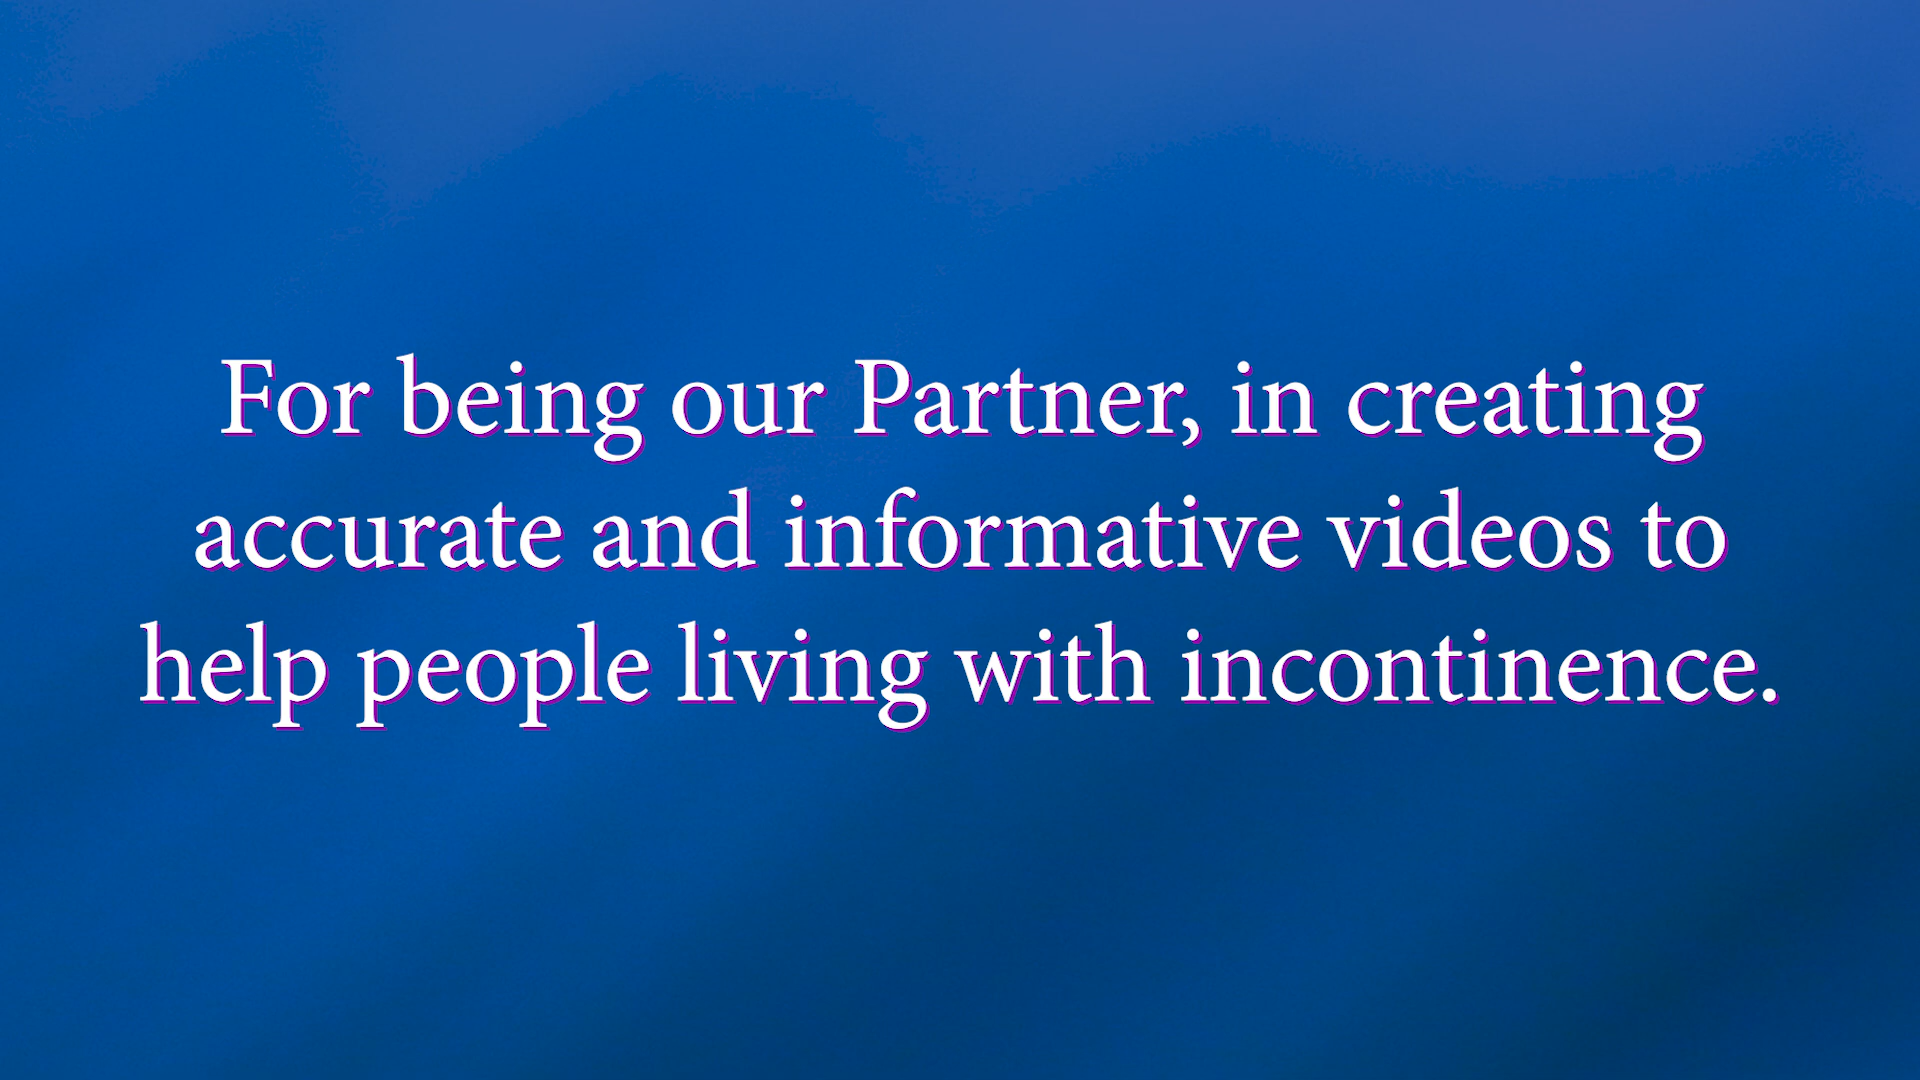 For being our Partner, in creating
accurate and informative videos to
help people living with incontinence.